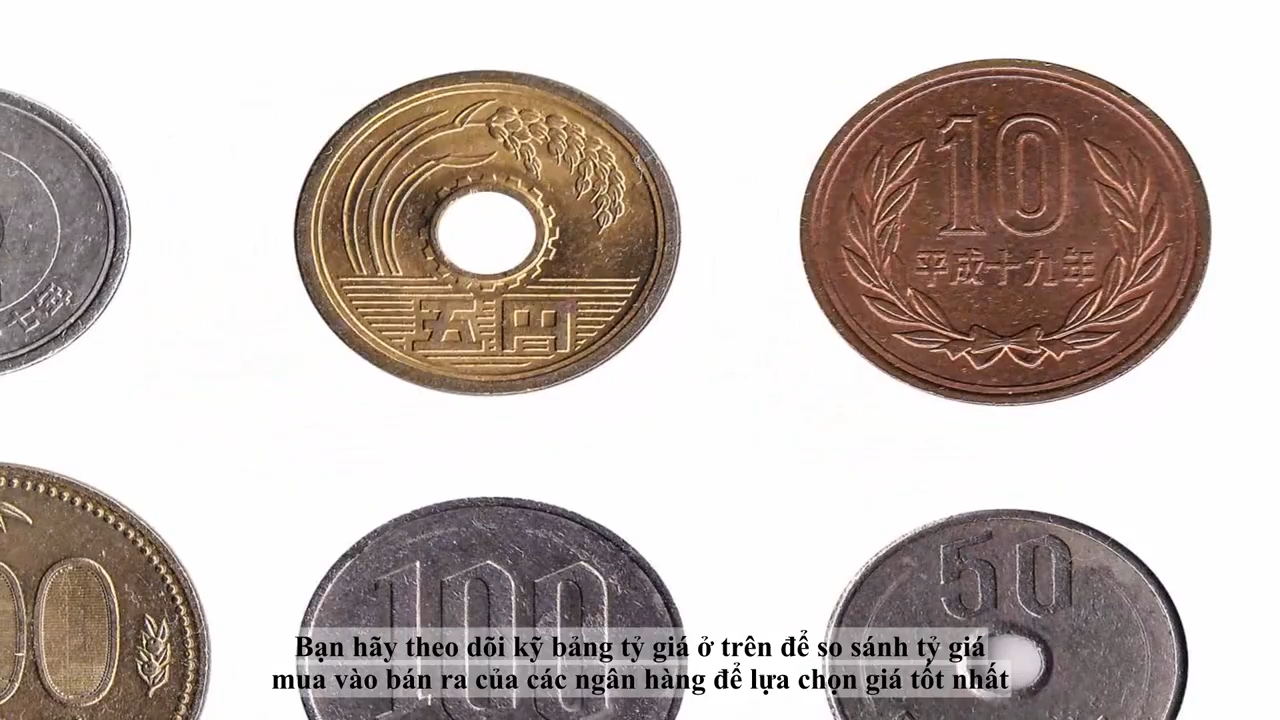 10
平成十九年
五円
100
50
Bạn hãy theo dõi kỹ bảng tỷ giá ở trên để so sánh tỷ giá
mua vào bán ra của các ngân hàng để lựa chọn giá tốt nhất